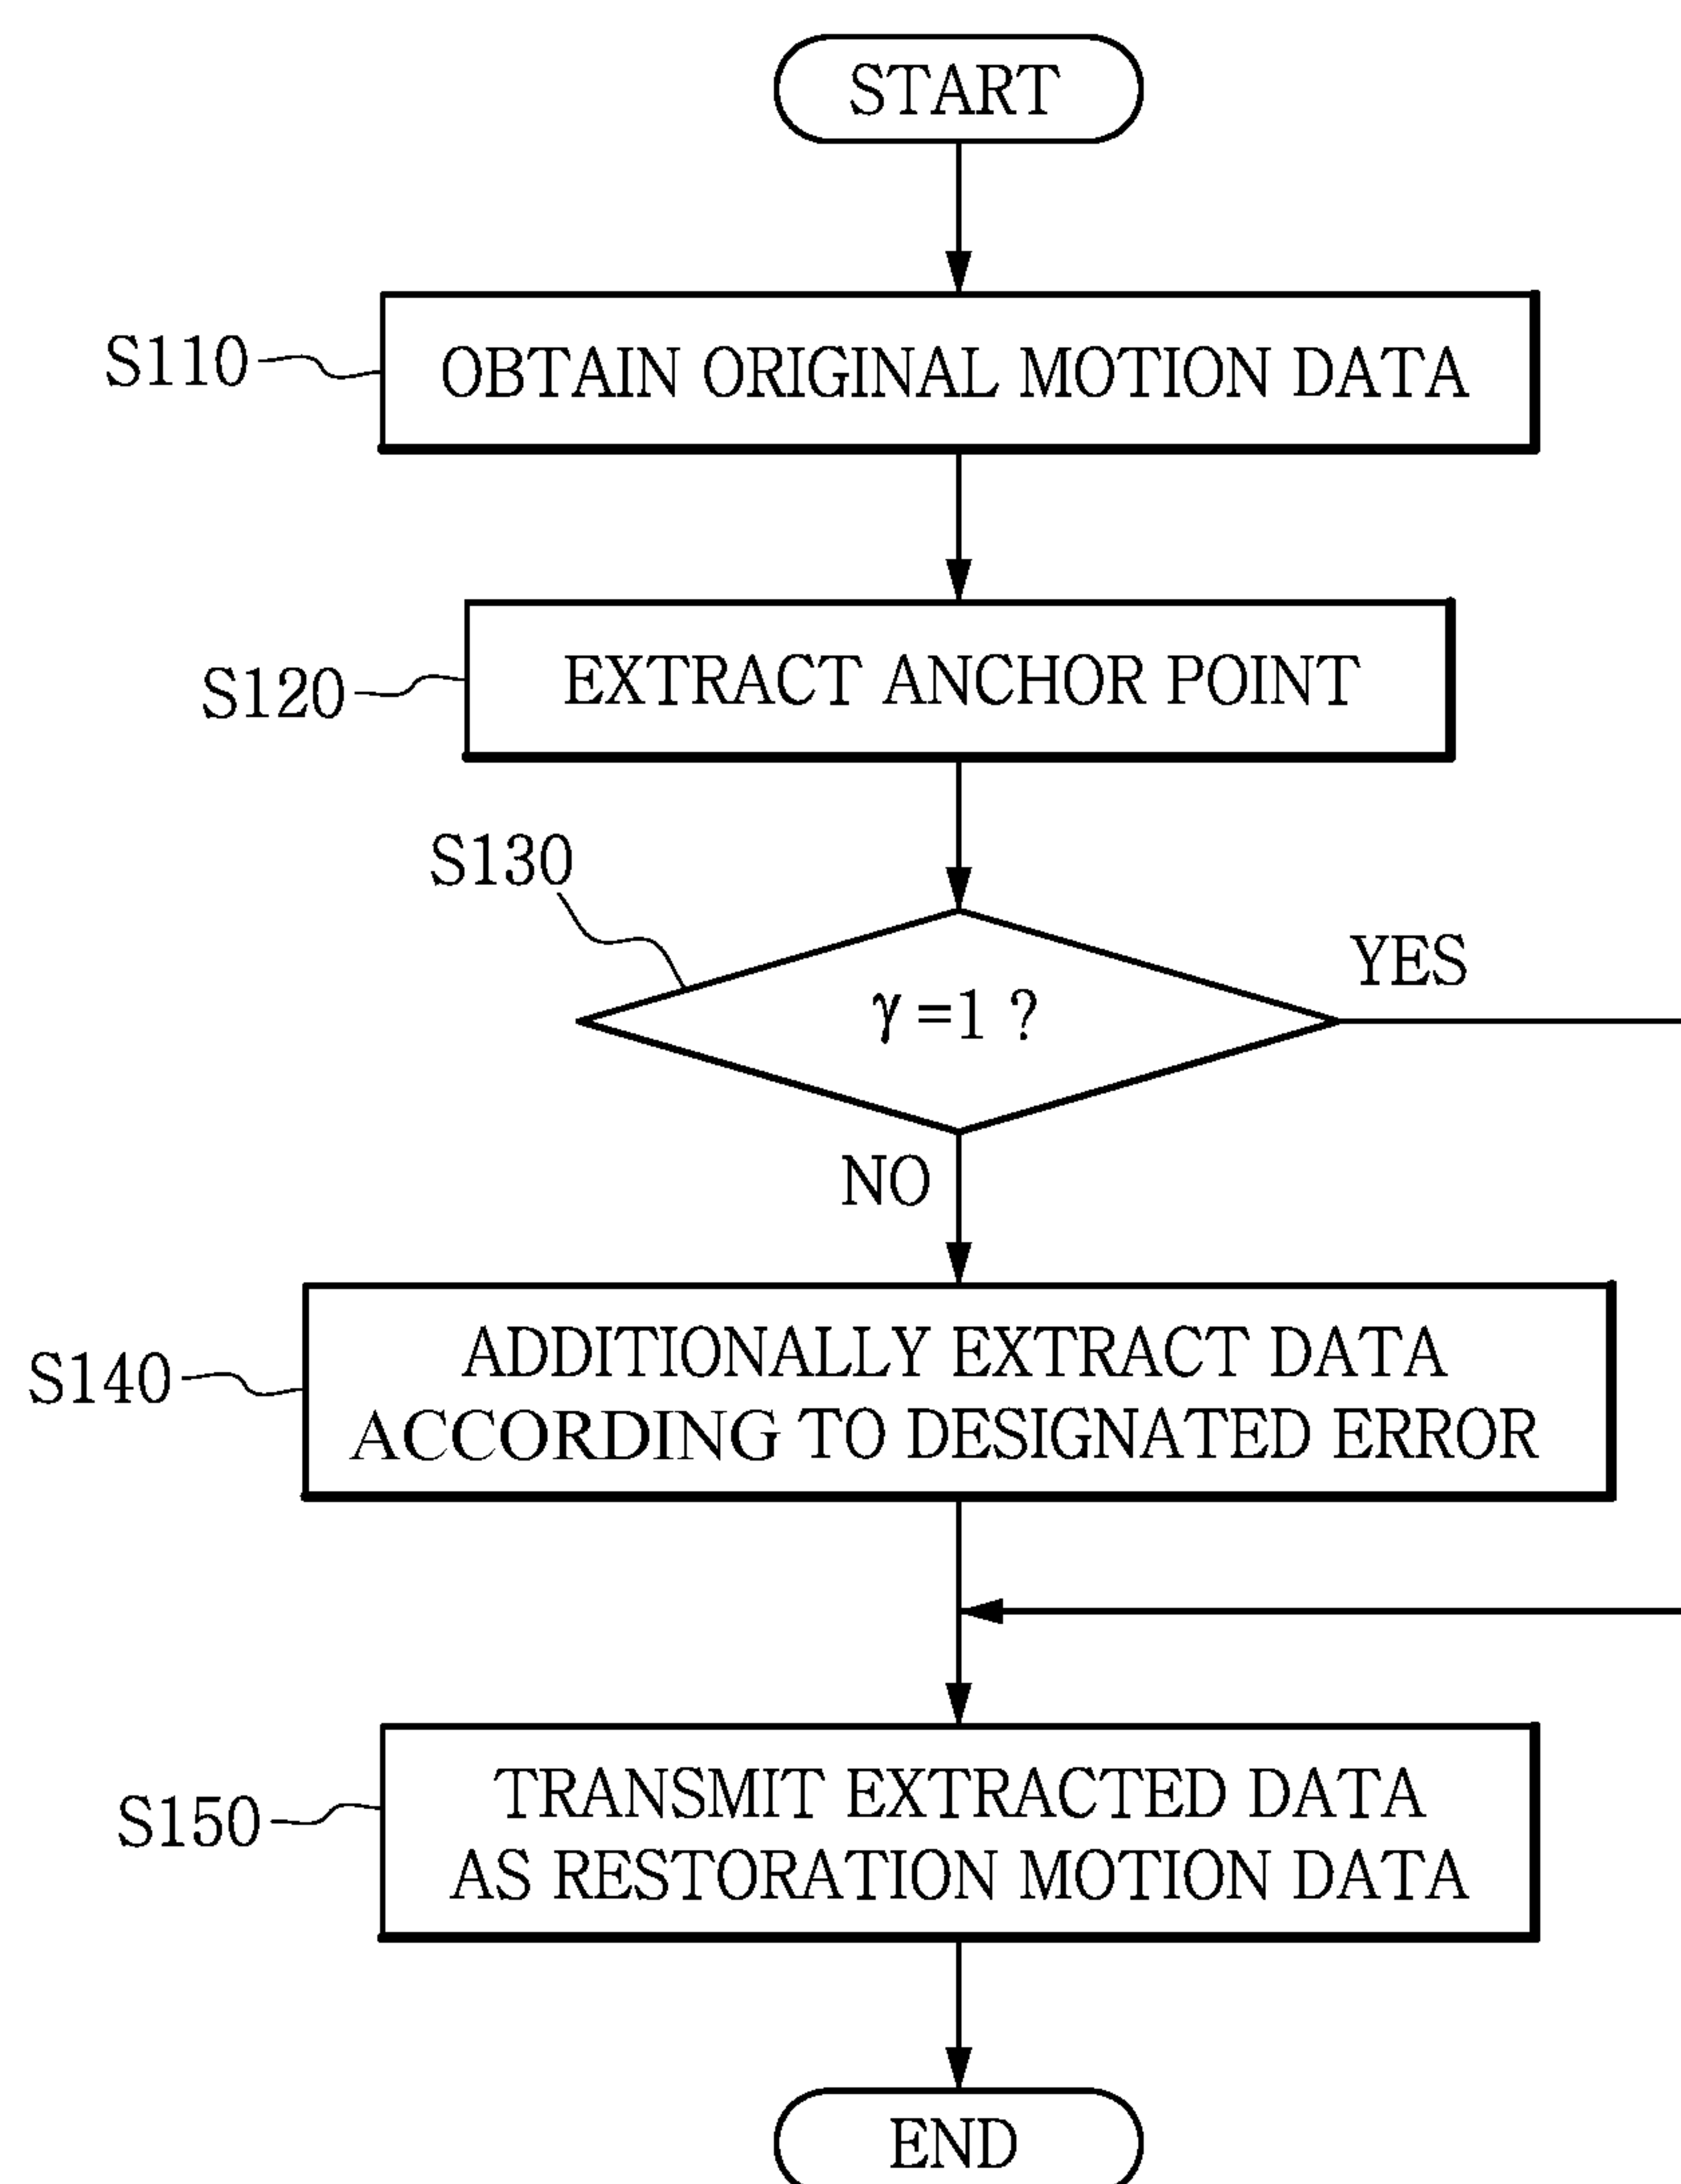 START
S110
OBTAIN ORIGINAL MOTION DATA
S120
EXTRACT ANCHOR POINT
S130
γ=1 ?
YES
NO
S140
ADDITIONALLY EXTRACT DATA
ACCORDING TO DESIGNATED ERROR
S150
TRANSMIT EXTRACTED DATA
AS RESTORATION MOTION DATA
END